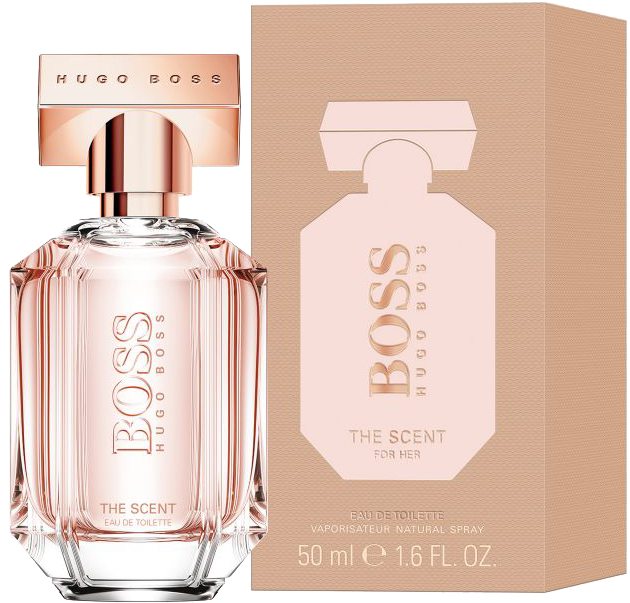 HUGO BOSS
BOSS
HUGO BOSS
THE SCENT
EAU DE TOILETTE
BOSS
HUGO BOSS
THE SCENT
FOR HER
EAU DE TOILETTE
VAPORISATEUR NATURAL SPRAY
50 ml ℮ 1.6 FL. OZ.